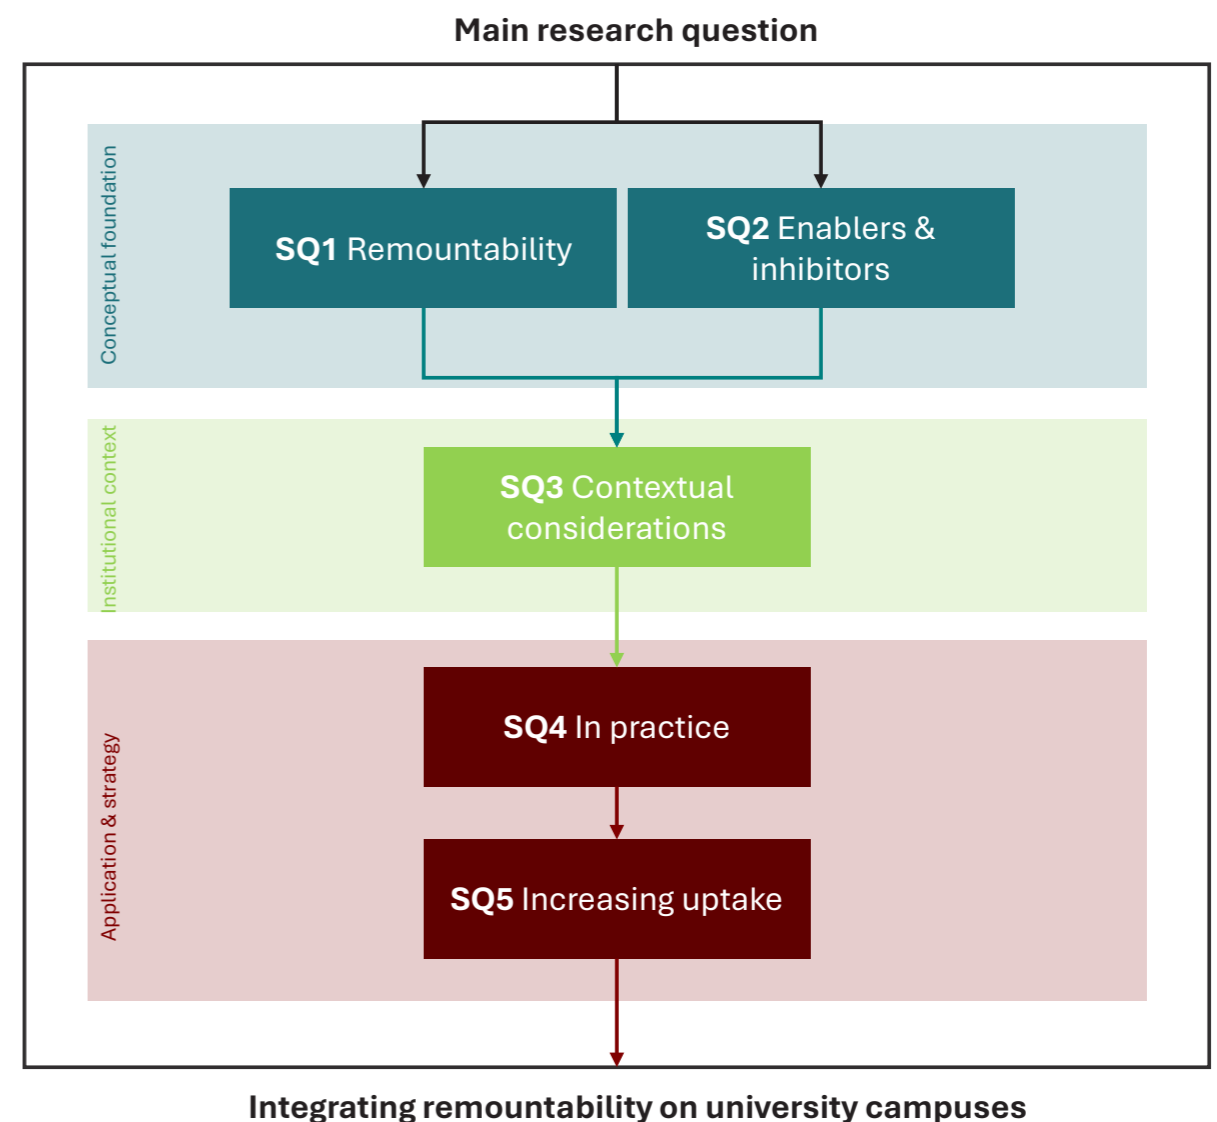 Main research question
Conceptual foundation
SQ1 Remountability
SQ2 Enablers &
inhibitors
Institutional context
SQ3 Contextual
considerations
Application & strategy
SQ4 In practice
SQ5 Increasing uptake
Integrating remountability on university campuses